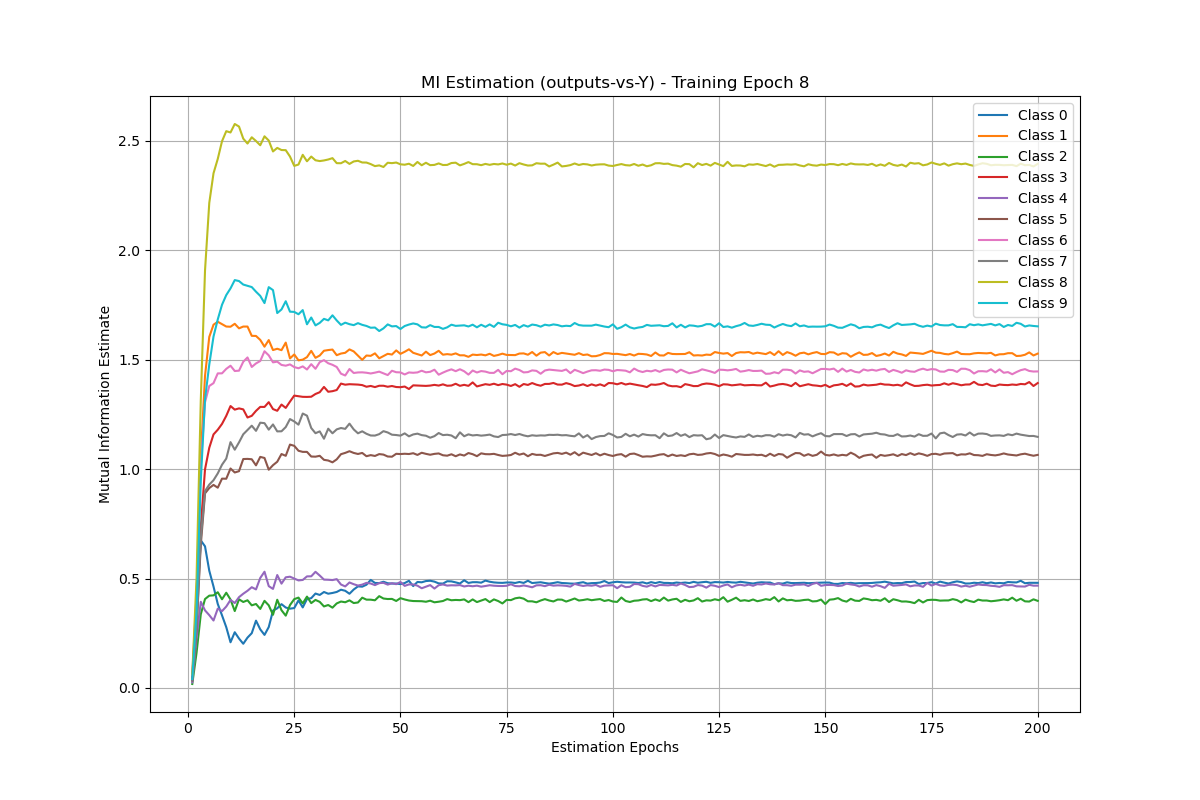 MI Estimation (outputs-vs-Y) - Training Epoch 8
Mutual Information Estimate
2.5
2.0
1.5
1.0
0.5
0.0
Class 0
Class 1
Class 2
Class 3
Class 4
Class 5
Class 6
Class 7
Class 8
Class 9
0 25 50 75 100 125 150 175 200
Estimation Epochs